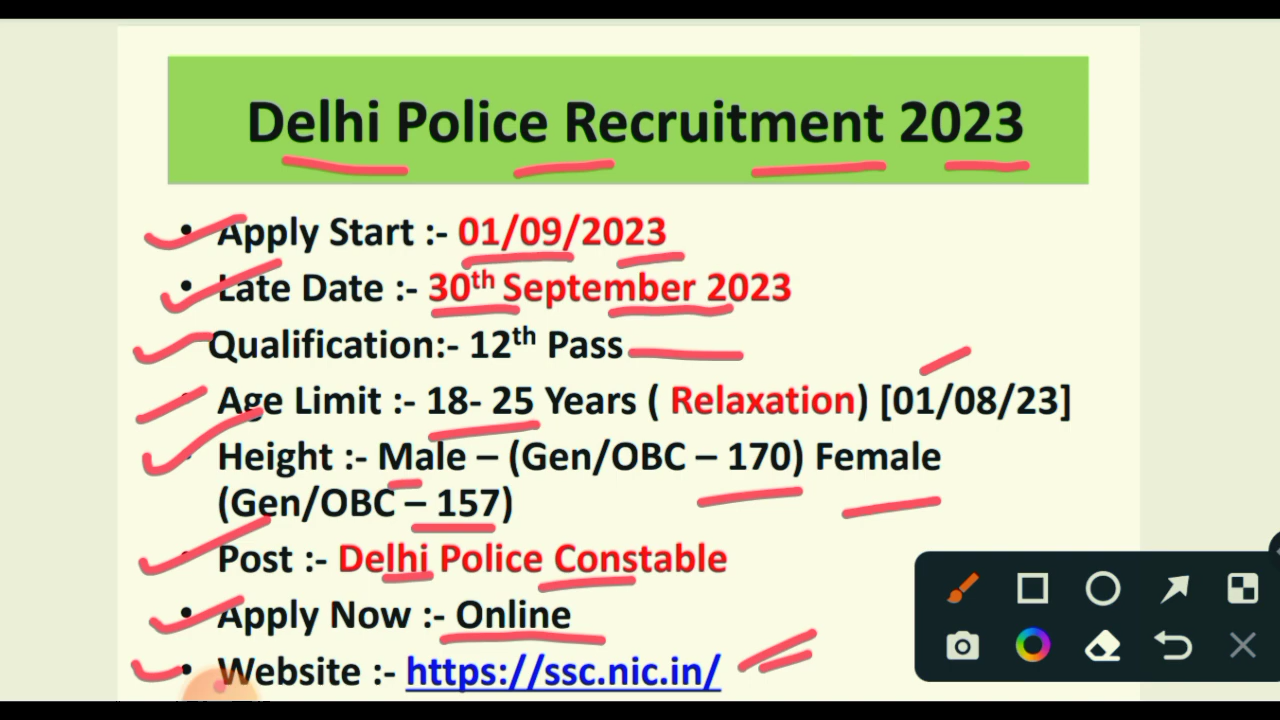 Delhi Police Recruitment 2023
• Apply Start :- 01/09/2023
• Late Date :- 30th September 2023
Qualification:- 12th Pass
• Age Limit :- 18- 25 Years ( Relaxation) [01/08/23]
• Height :- Male – (Gen/OBC – 170) Female
(Gen/OBC – 157)
• Post :- Delhi Police Constable
• Apply Now :- Online
• Website :- https://ssc.nic.in/